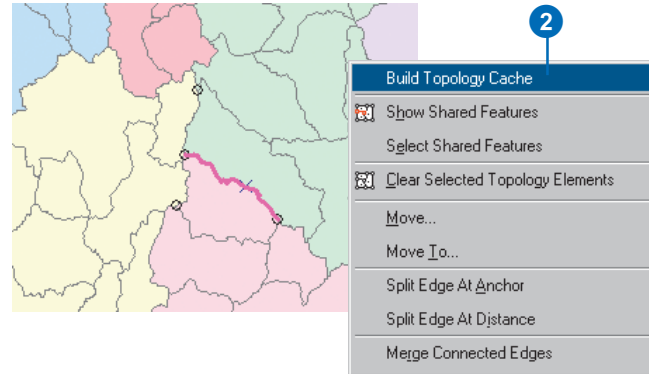 2
Build Topology Cache
Show Shared Features
Select Shared Features
Clear Selected Topology Elements
Move...
Move To...
Split Edge At Anchor
Split Edge At Distance
Merge Connected Edges